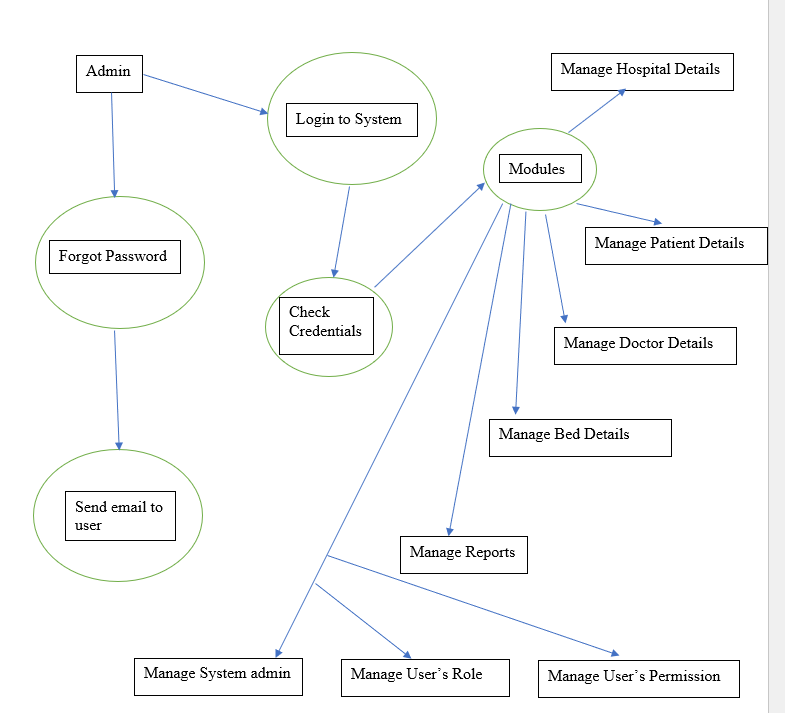 Admin
Login to System
Manage Hospital Details
Modules
Forgot Password
Manage Patient Details
Check
Credentials
Manage Doctor Details
Manage Bed Details
Send email to
user
Manage Reports
Manage System admin
Manage User’s Role
Manage User’s Permission